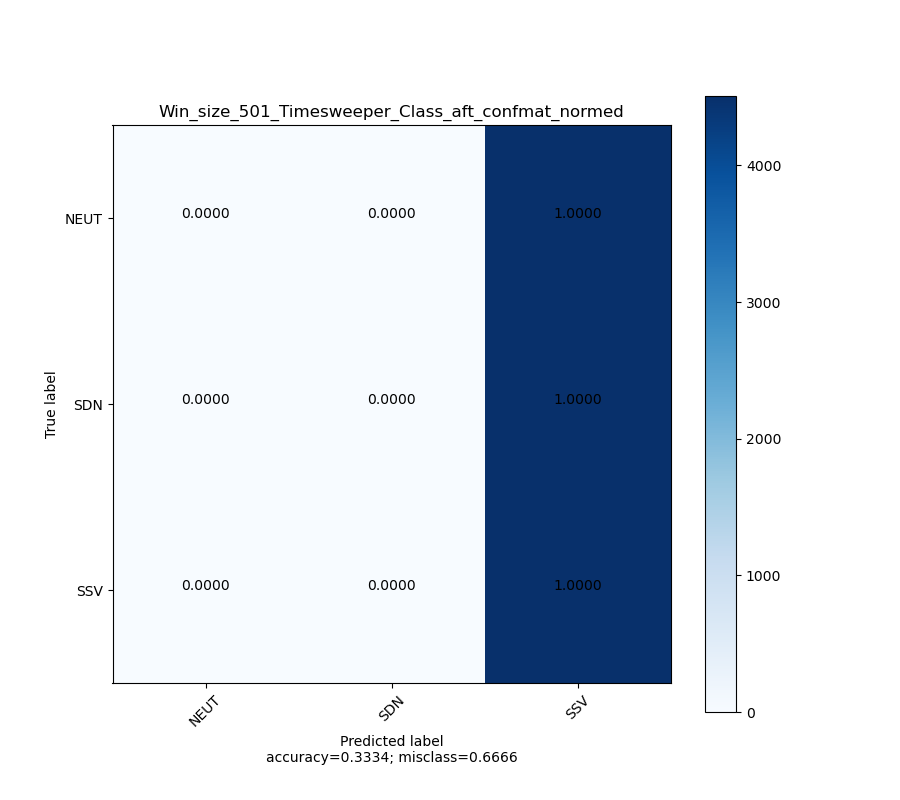 Win_size_501_Timesweeper_Class_aft_confmat_normed
NEUT 0.0000 0.0000 1.0000
SDN 0.0000 0.0000 1.0000
SSV 0.0000 0.0000 1.0000
True label
NEUT SDN SSV
Predicted label
accuracy=0.3334; misclass=0.6666
4000
3000
2000
1000
0